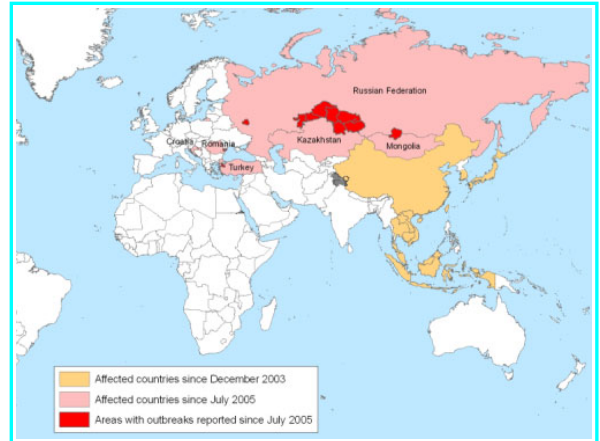 Russian Federation
Croatia
Romania
Kazakhstan
Mongolia
Turkey
Affected countries since December 2003
Affected countries since July 2005
Areas with outbreaks reported since July 2005